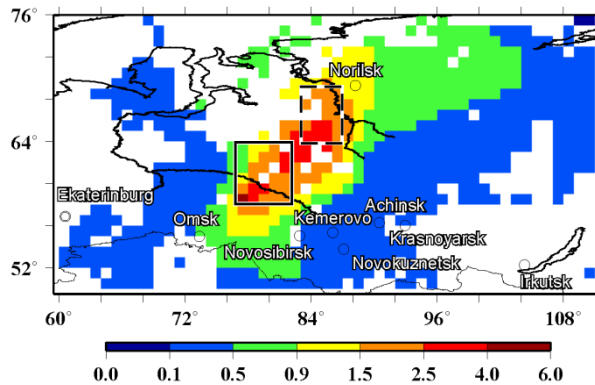 76°
Norilsk
64°
Ekaterinburg
Achinsk
Omsk
Kemerovo
Krasnoyarsk
Novosibirsk
Novokuznetsk
52°
Irkutsk
60° 72° 84° 96° 108°
0.0 0.1 0.5 0.9 1.5 2.5 4.0 6.0